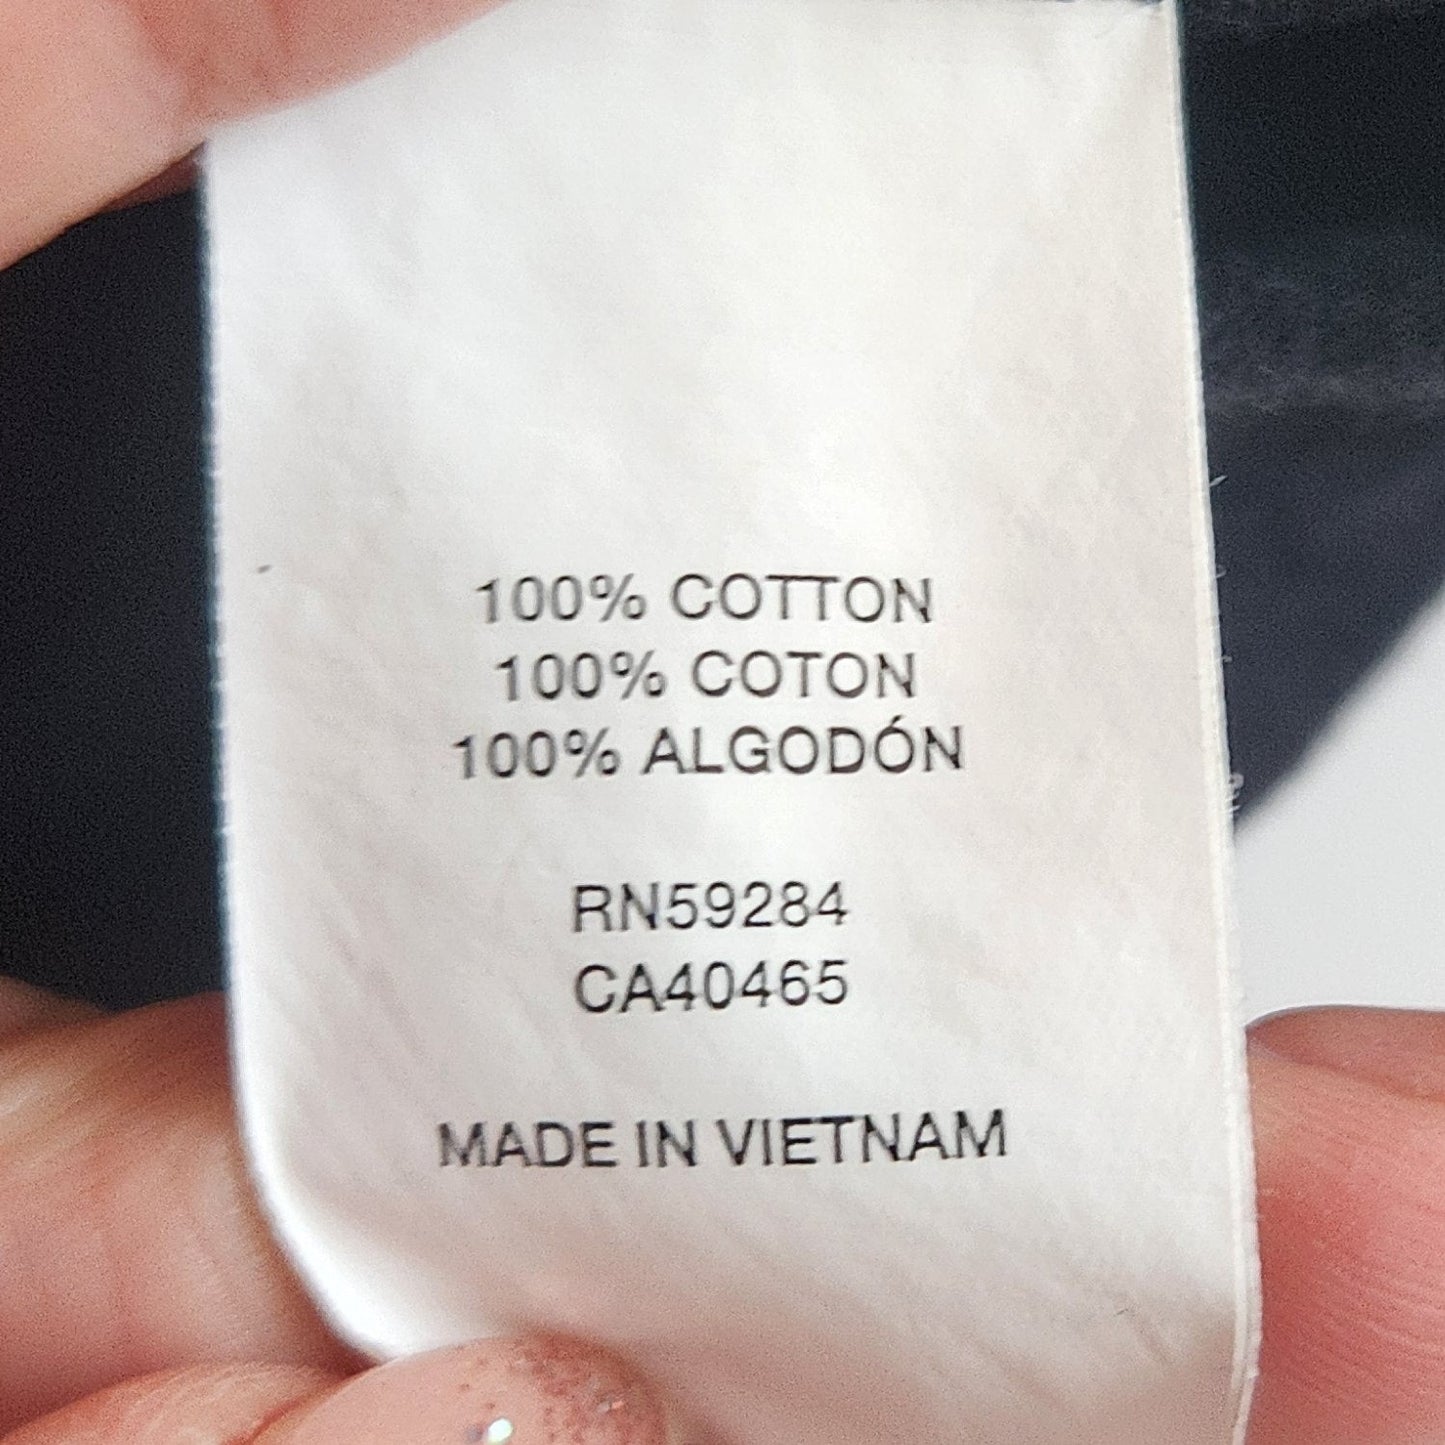 100% COTTON
100% COTON
100% ALGODÓN
RN59284
CA40465
MADE IN VIETNAM